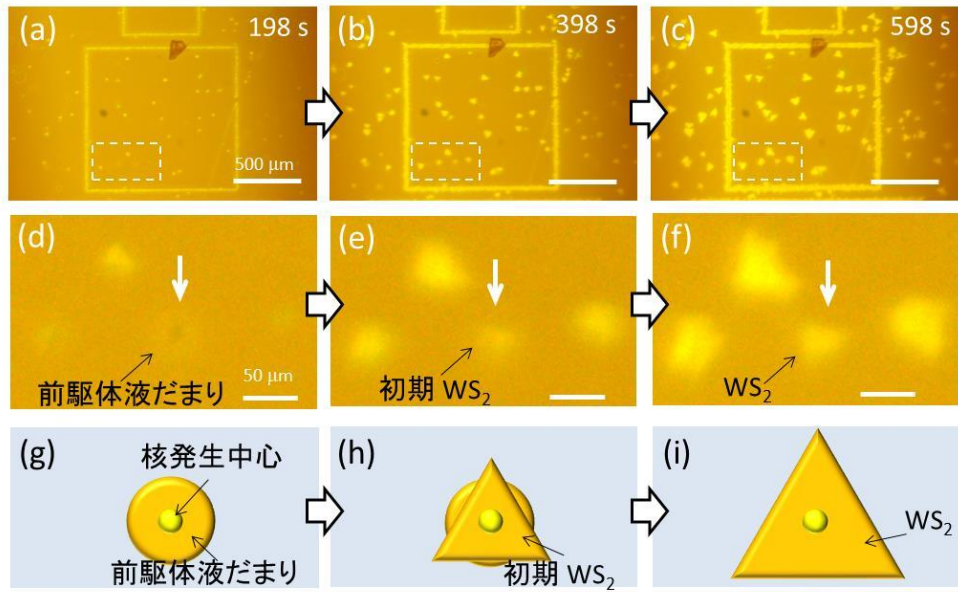 (a) 198 s
(b) 398 s
(c) 598 s
500 μm
(d)
前駆体液だまり
50 μm
(e)
初期 WS₂
(f)
WS₂
(g)
核発生中心
前駆体液だまり
(h)
初期 WS₂
(i)
WS₂